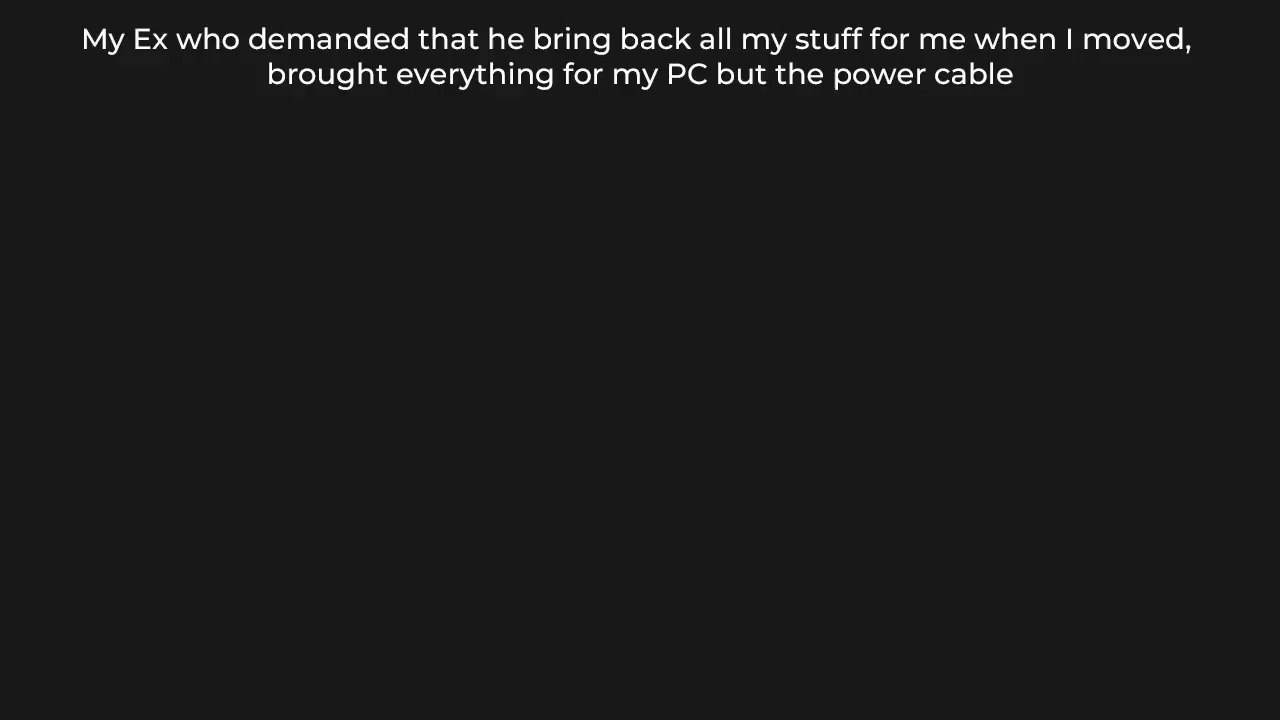 My Ex who demanded that he bring back all my stuff for me when I moved,
brought everything for my PC but the power cable